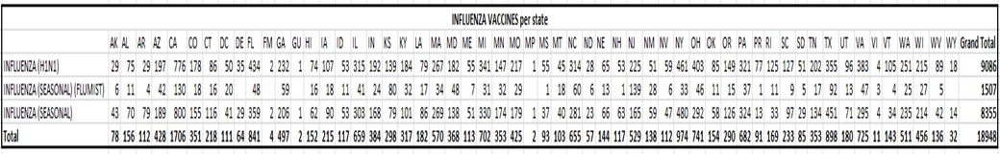 INFLUENZA VACCINES per state
AK AL AR AZ CA CO CT DC DE FL FM GA GU HI IA ID IL IN KS KY LA MA MD ME MI MN MO MP MS MT NC ND NE NH NJ NM NV NY OH OK OR PA PR RI SC SD TN TX UT VA VI VT WA WI WV WY Grand Total
INFLUENZA (H1N1) 29 75 29 197 776 178 86 50 35 434 2 232 1 74 107 53 315 192 139 184 79 267 182 55 341 147 217 1 55 45 314 28 65 53 225 51 59 461 403 85 149 321 77 125 127 51 202 355 96 383 4 105 251 215 89 18 9086
INFLUENZA (SEASONAL) (FLUMIST) 6 11 4 42 130 18 16 20 48 59 16 18 11 41 24 80 32 17 34 48 7 31 32 29 1 18 60 6 13 1 139 28 6 33 46 11 15 37 1 11 9 5 17 92 13 47 3 4 25 27 5 1507
INFLUENZA (SEASONAL) 43 70 79 189 800 155 116 41 29 359 2 206 1 62 90 53 303 168 79 101 86 269 138 51 330 174 179 1 37 40 281 23 66 63 165 59 47 480 292 58 126 324 13 33 97 29 134 451 71 295 4 34 235 214 42 14 8355
Total 78 156 112 428 1706 351 218 111 64 841 4 497 2 152 215 117 659 384 298 317 182 570 368 113 702 353 425 2 93 103 655 57 144 117 529 138 112 974 741 154 290 682 91 169 233 85 353 898 180 725 11 143 511 456 136 32 18948